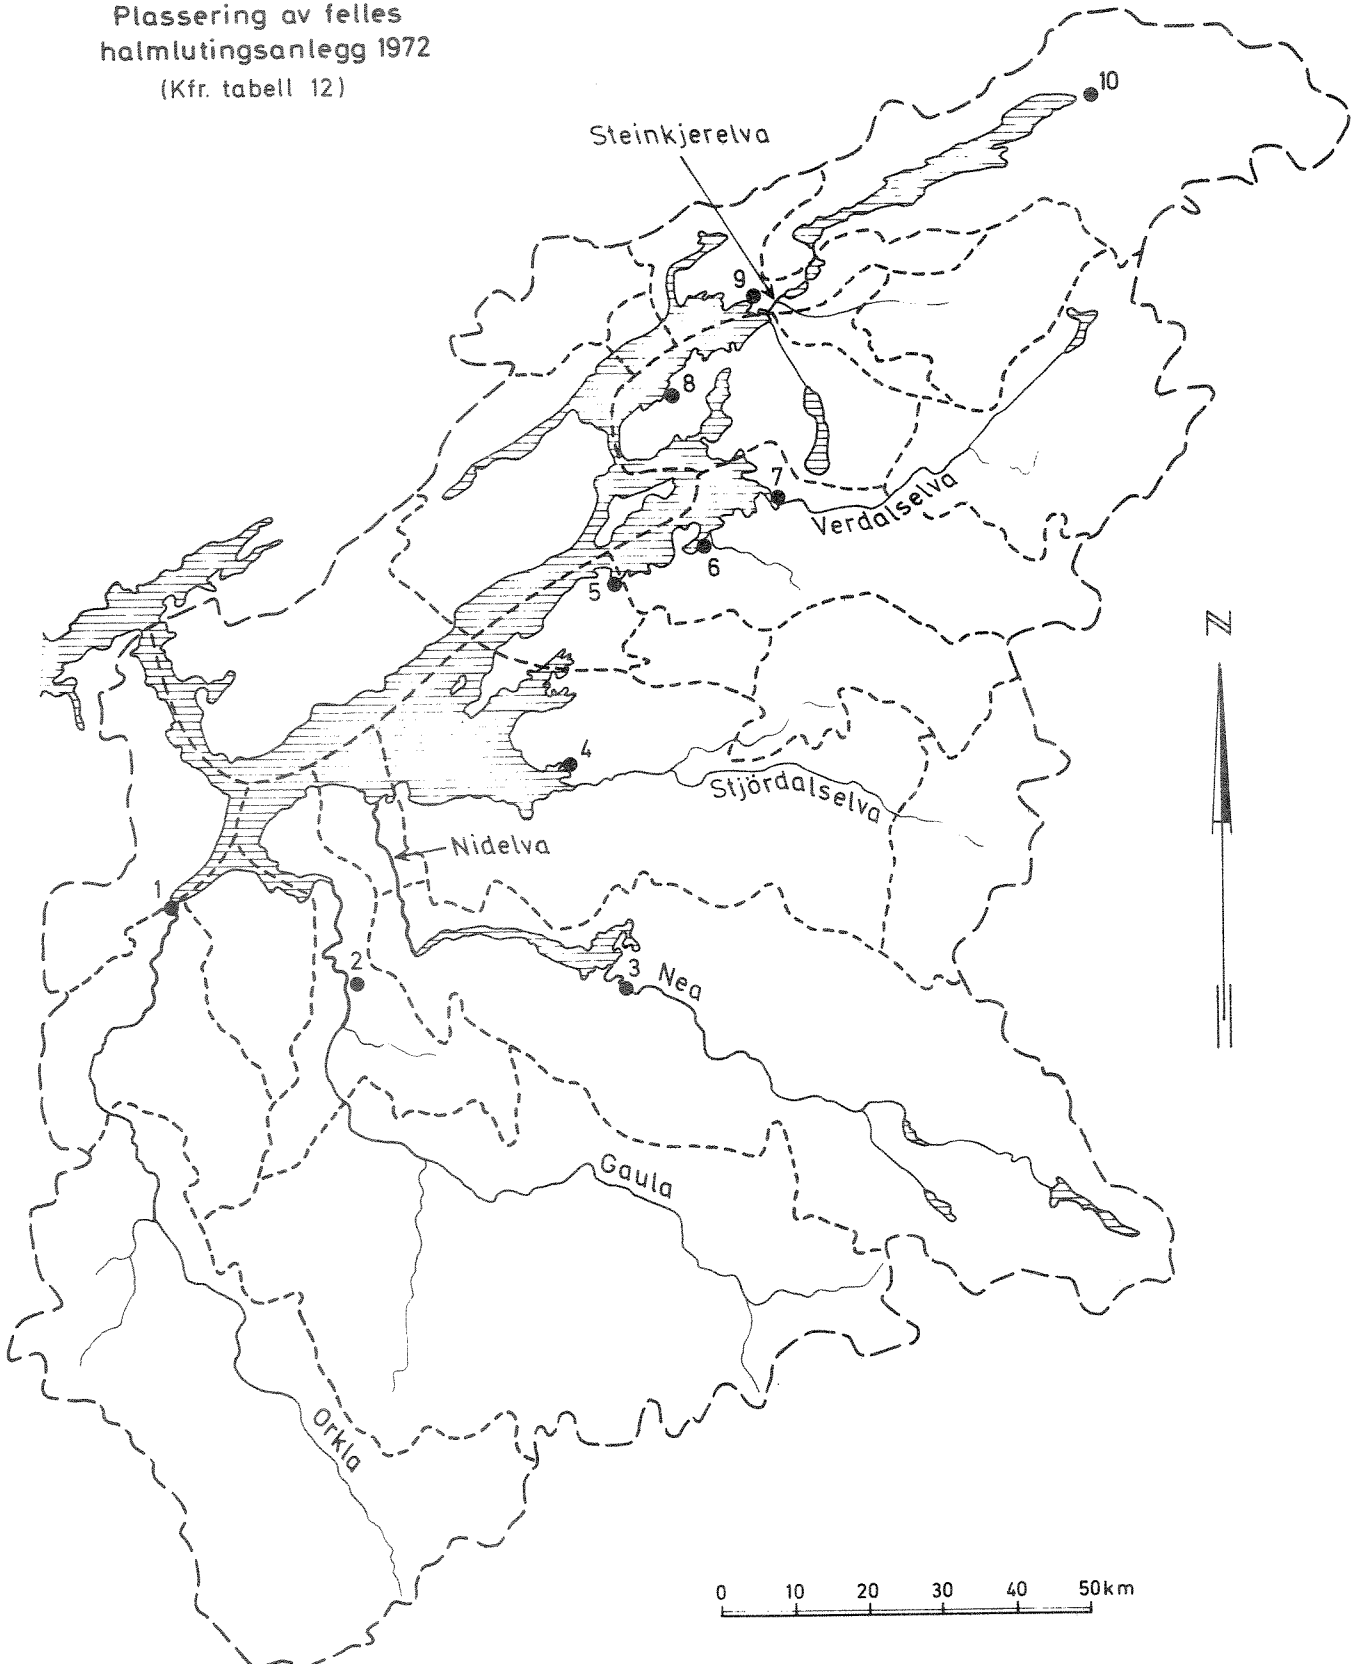 Plassering av felles
halmlutingsanlegg 1972
(Kfr. tabell 12)
10
Steinkjerelva
9
8
7
Verdalselva
6
5
N
4
Stjördalselva
Nidelva
1
2
3
Nea
Gaula
Orkla
0 10 20 30 40 50km